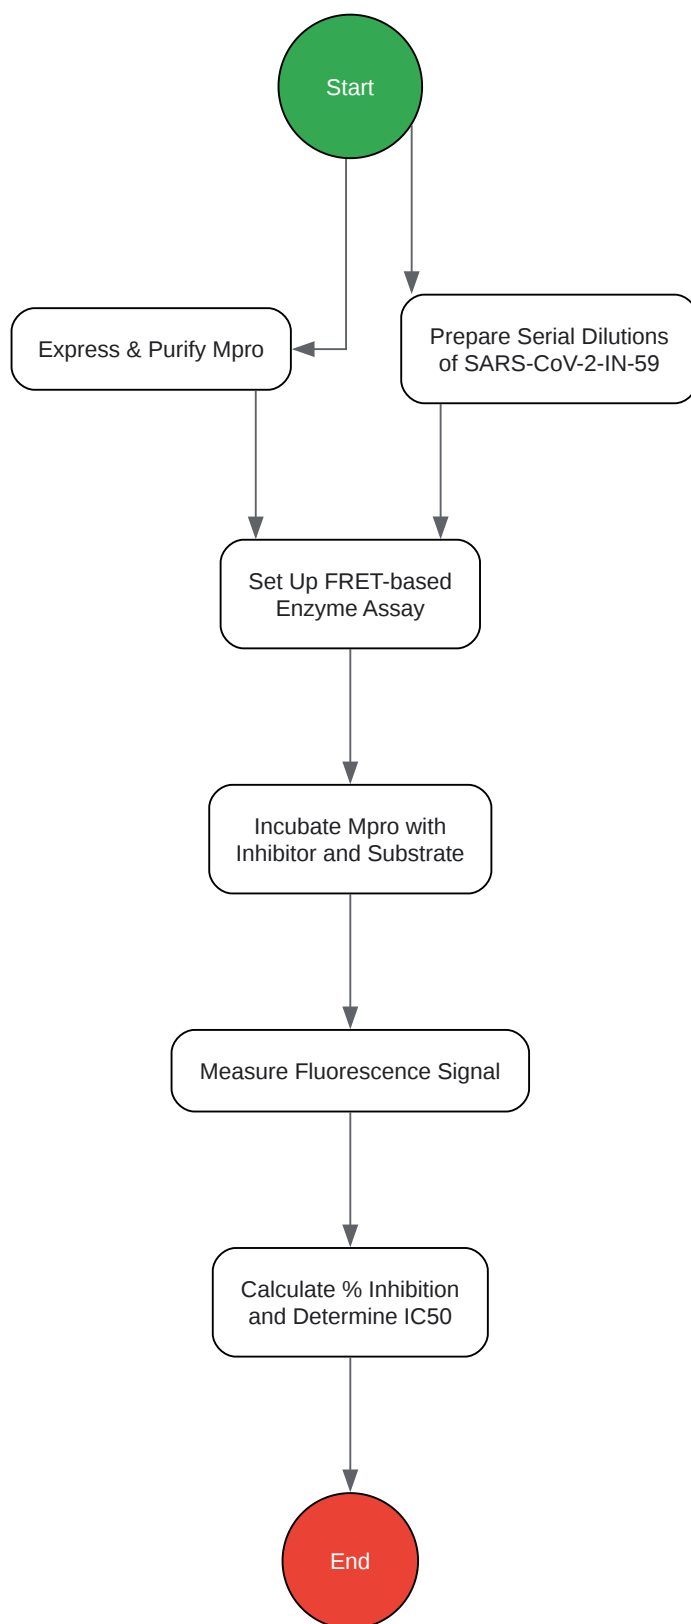 Start
Express & Purify Mpro
Prepare Serial Dilutions
of SARS-CoV-2-IN-59
Set Up FRET-based
Enzyme Assay
Incubate Mpro with
Inhibitor and Substrate
Measure Fluorescence Signal
Calculate % Inhibition
and Determine IC50
End